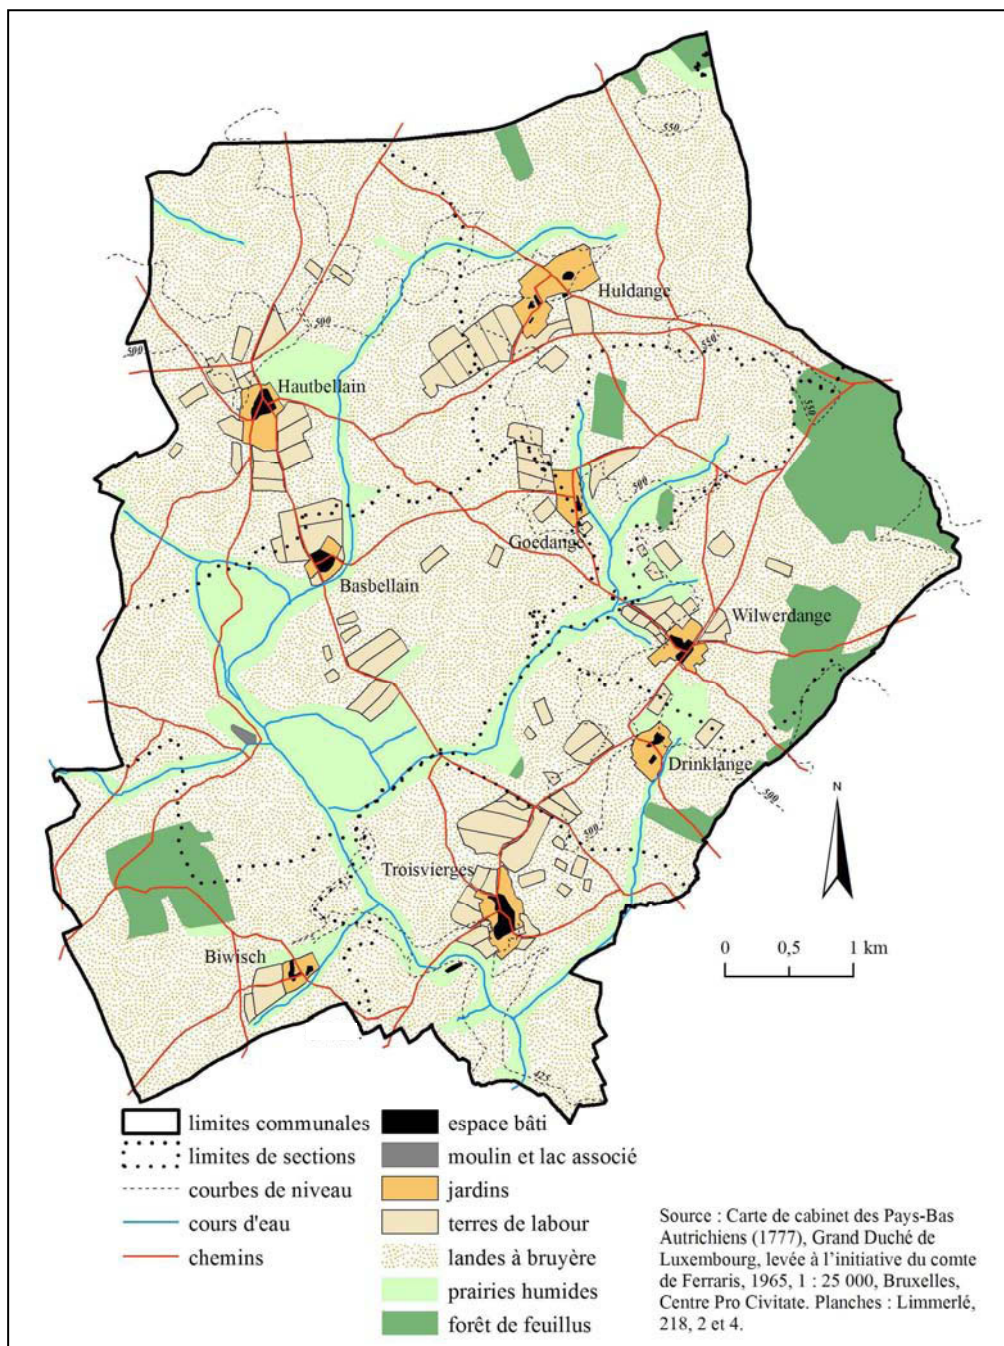 550
Huldange
500
550
500
Hautbellain
550
500
Goedange
Basbellain
Wilwerdange
Drinklange
500
500
Troisvierges
N
0 0,5 1 km
Biwisch
425
limites communales
limites de sections
courbes de niveau
cours d'eau
chemins
espace bâti
moulin et lac associé
jardins
terres de labour
landes à bruyère
prairies humides
forêt de feuillus
Source : Carte de cabinet des Pays-Bas
Autrichiens (1777), Grand Duché de
Luxembourg, levée à l'initiative du comte
de Ferraris, 1965, 1 : 25 000, Bruxelles,
Centre Pro Civitate. Planches : Limmerlé,
218, 2 et 4.